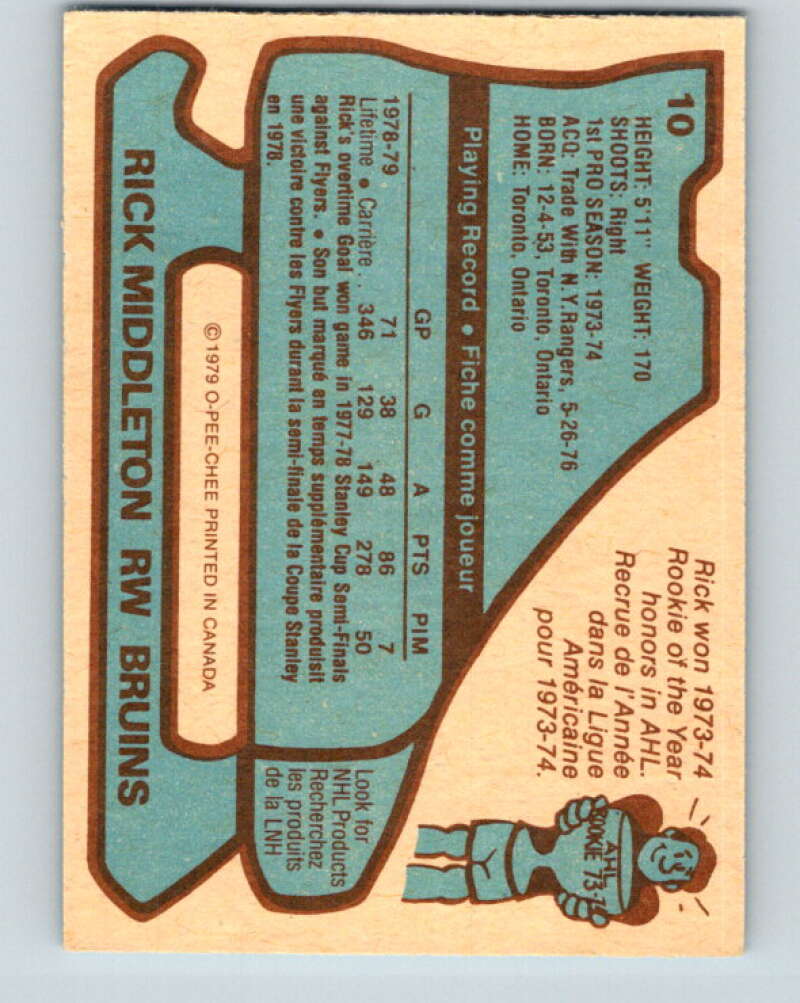 10
HEIGHT: 5'11" WEIGHT: 170
SHOOTS: Right
1st PRO SEASON: 1973-74
ACQ: Trade With N.Y. Rangers, 5-26-76
BORN: 12-4-53, Toronto, Ontario
HOME: Toronto, Ontario
Rick won 1973-74
Rookie of the Year
honors in AHL.
Recrue de l'Année
dans la Ligue
Américaine
pour 1973-74.
AHL
ROOKIE 73-74
Playing Record • Fiche comme joueur
GP G A PTS PIM
1978-79 71 38 48 86 7
Lifetime • Carrière .. 346 129 149 278 50
Rick's overtime Goal won game in 1977-78 Stanley Cup Semi-Finals
against Flyers. • Son but marqué en temps supplémentaire produisit
une victoire contre les Flyers durant la semi-finale de la Coupe Stanley
en 1978.
Look for
NHL Products
Recherchez
les produits
de la LNH
© 1979 O-PEE-CHEE PRINTED IN CANADA
RICK MIDDLETON RW BRUINS